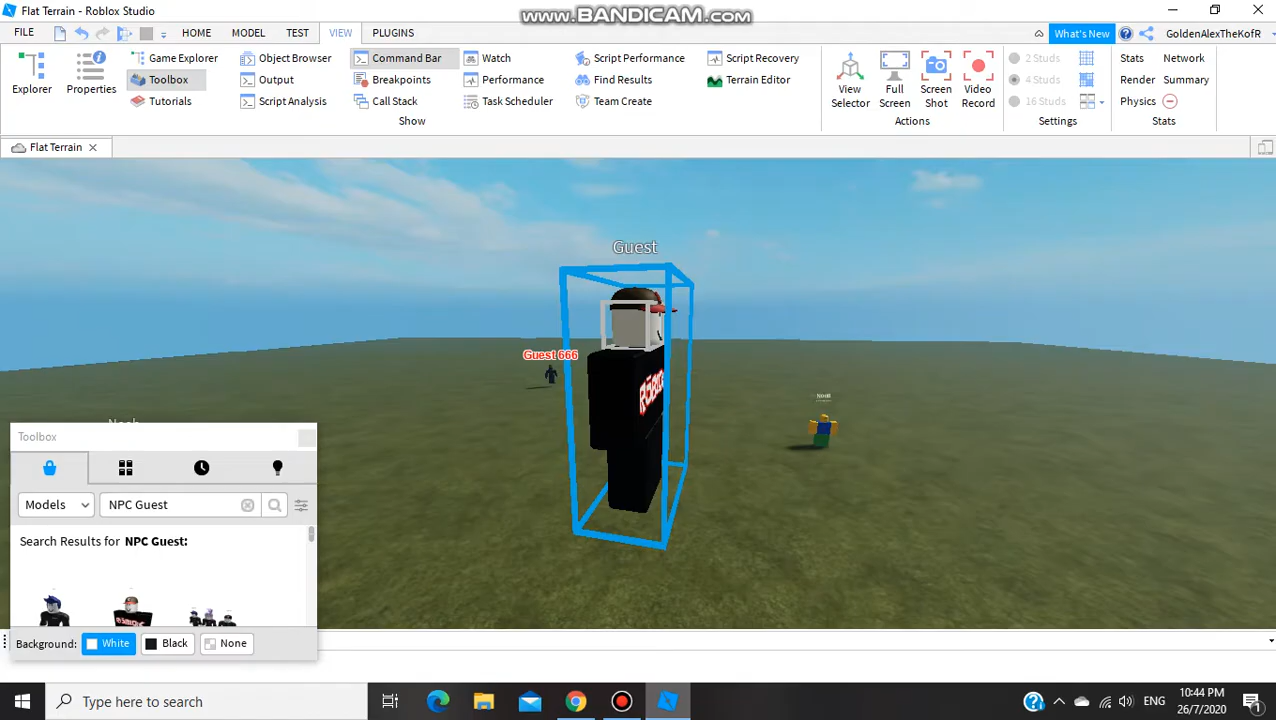 Flat Terrain - Roblox Studio
www.BANDICAM.com
FILE HOME MODEL TEST VIEW PLUGINS What's New GoldenAlexTheKofR
Explorer
Properties
Game Explorer
Toolbox
Tutorials
Object Browser
Output
Script Analysis
Command Bar
Breakpoints
Call Stack
Watch
Performance
Task Scheduler
Script Performance
Find Results
Team Create
Script Recovery
Terrain Editor
Show
View Selector
Full Screen
Screen Shot
Video Record
Actions
2 Studs
4 Studs
16 Studs
Settings
Stats Network
Render Summary
Physics
Stats
Flat Terrain
Guest
Guest 666
ROBLOX
Noob
Toolbox
Models NPC Guest
Search Results for NPC Guest:
Background: White Black None
Type here to search
ENG
10:44 PM
26/7/2020
1